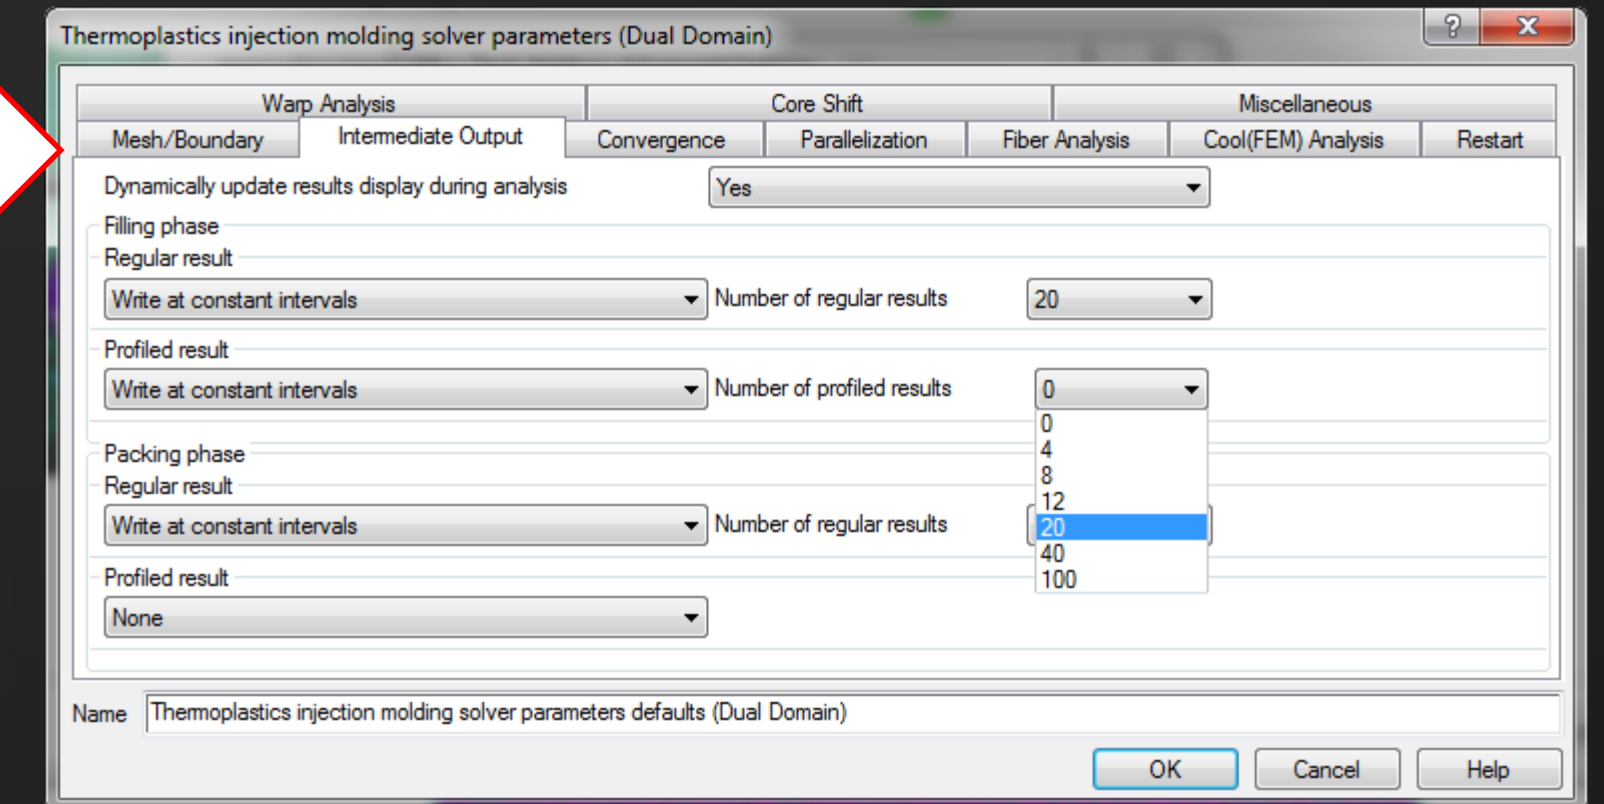 Thermoplastics injection molding solver parameters (Dual Domain)
?
Warp Analysis Core Shift Miscellaneous
Mesh/Boundary Intermediate Output Convergence Parallelization Fiber Analysis Cool(FEM) Analysis Restart
Dynamically update results display during analysis Yes
Filling phase
Regular result
Write at constant intervals Number of regular results 20
Profiled result
Write at constant intervals Number of profiled results 0
0
4
8
12
20
40
100
Packing phase
Regular result
Write at constant intervals Number of regular results
Profiled result
None
Name Thermoplastics injection molding solver parameters defaults (Dual Domain)
OK Cancel Help